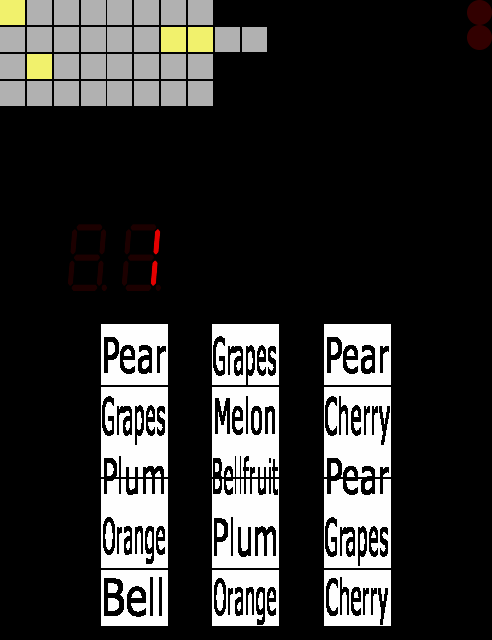 1
Pear Grapes Pear
Grapes Melon Cherry
Plum Bellfruit Pear
Orange Plum Grapes
Bell Orange Cherry